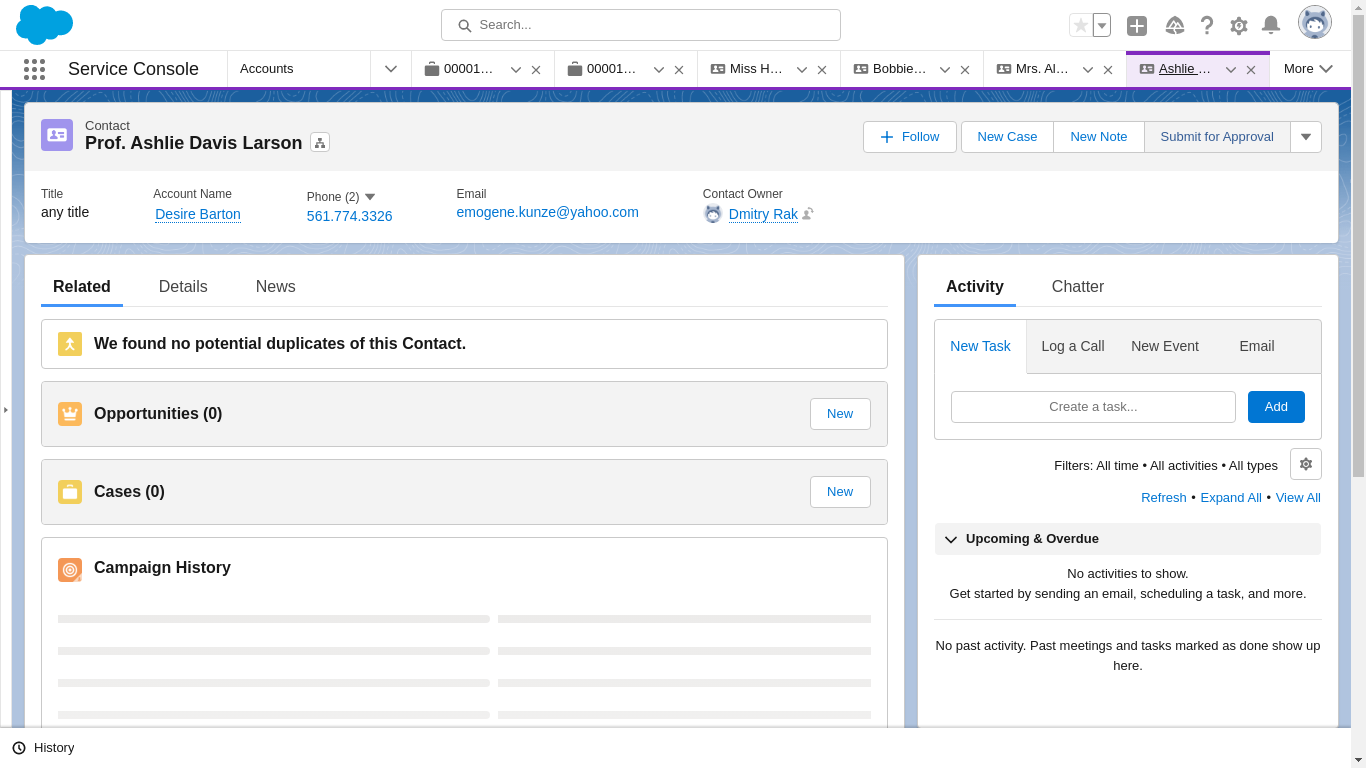 Search...
Service Console
Accounts
00001...
00001...
Miss H...
Bobbie...
Mrs. Al...
Ashlie ...
More
Contact
Prof. Ashlie Davis Larson
Follow
New Case
New Note
Submit for Approval
Title
any title
Account Name
Desire Barton
Phone (2)
561.774.3326
Email
emogene.kunze@yahoo.com
Contact Owner
Dmitry Rak
Related
Details
News
We found no potential duplicates of this Contact.
Opportunities (0)
New
Cases (0)
New
Campaign History
Activity
Chatter
New Task
Log a Call
New Event
Email
Create a task...
Add
Filters: All time • All activities • All types
Refresh • Expand All • View All
Upcoming & Overdue
No activities to show.
Get started by sending an email, scheduling a task, and more.
No past activity. Past meetings and tasks marked as done show up
here.
History